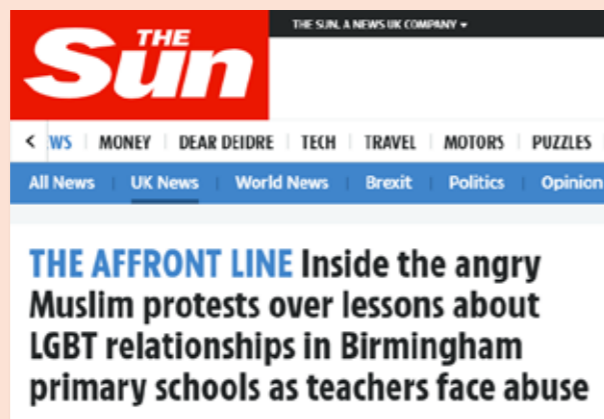 THE SUN, A NEWS UK COMPANY
THE
Sun
< WS MONEY DEAR DEIDRE TECH TRAVEL MOTORS PUZZLES
All News UK News World News Brexit Politics Opinion
THE AFFRONT LINE Inside the angry
Muslim protests over lessons about
LGBT relationships in Birmingham
primary schools as teachers face abuse